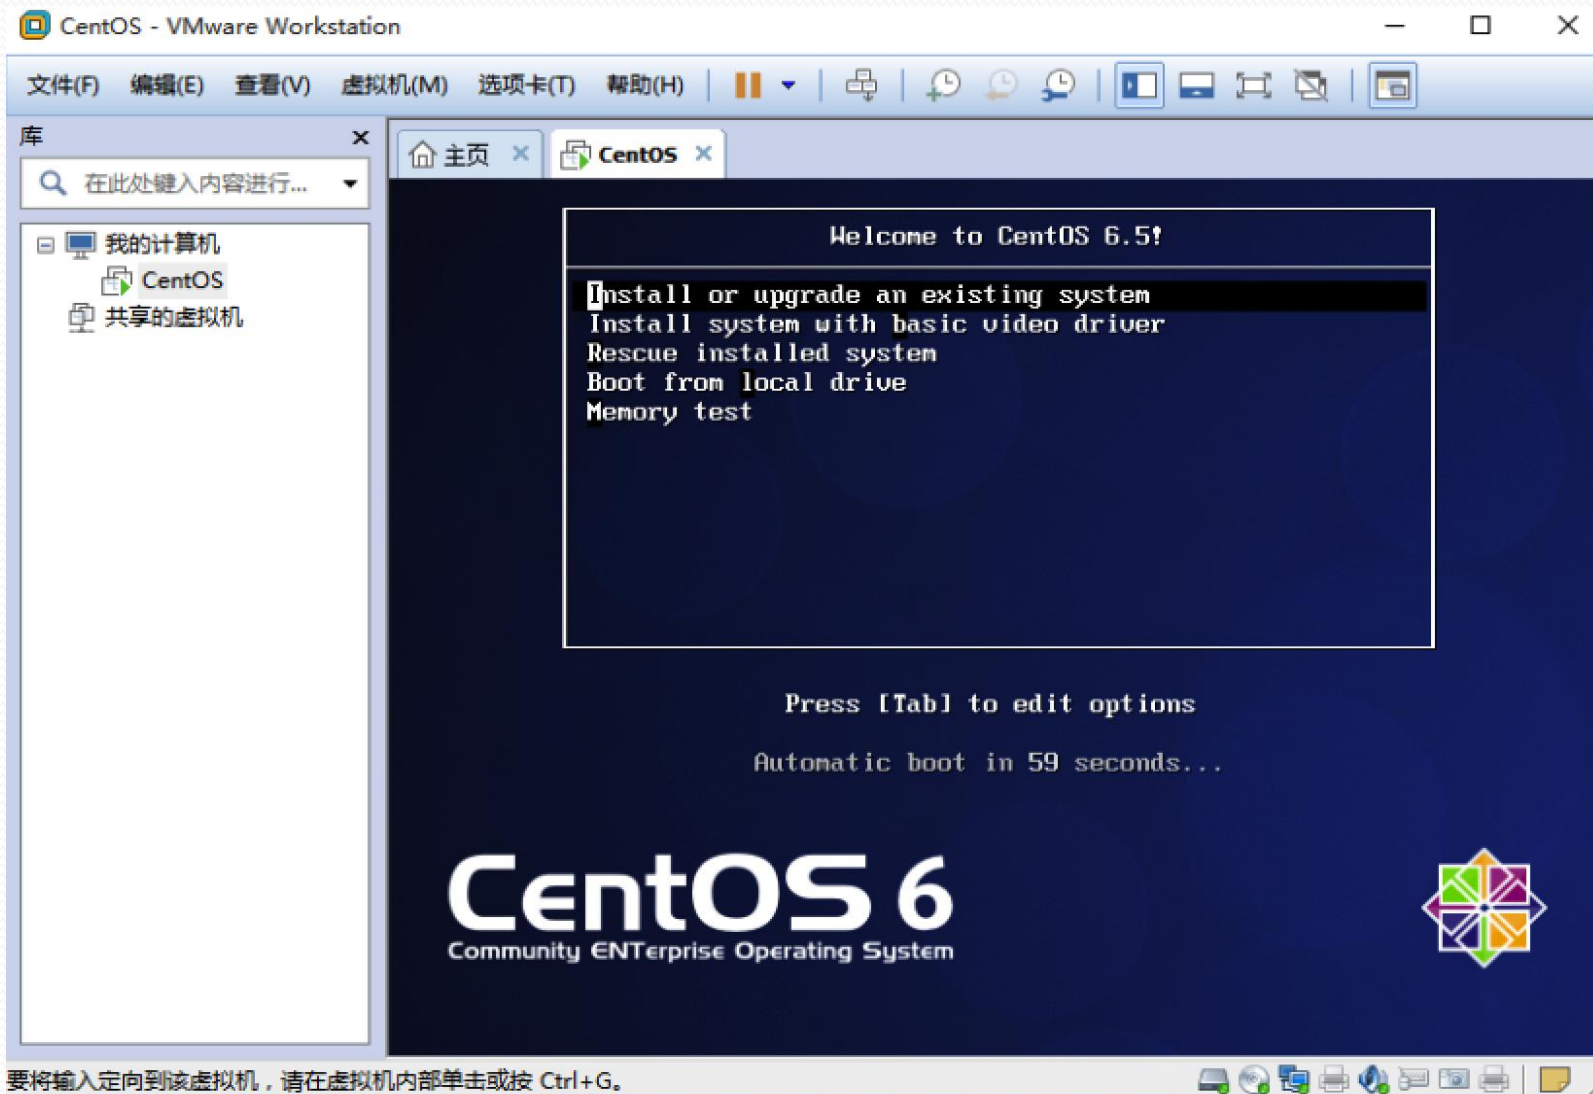 CentOS - VMware Workstation
文件(F) 编辑(E) 查看(V) 虚拟机(M) 选项卡(T) 帮助(H)
库
在此处键入内容进行...
我的计算机
CentOS
共享的虚拟机
主页 CentOS
Welcome to CentOS 6.5!
Install or upgrade an existing system
Install system with basic video driver
Rescue installed system
Boot from local drive
Memory test
Press [Tab] to edit options
Automatic boot in 59 seconds...
CentOS 6
Community ENTerprise Operating System
要将输入定向到该虚拟机，请在虚拟机内部单击或按 Ctrl+G。